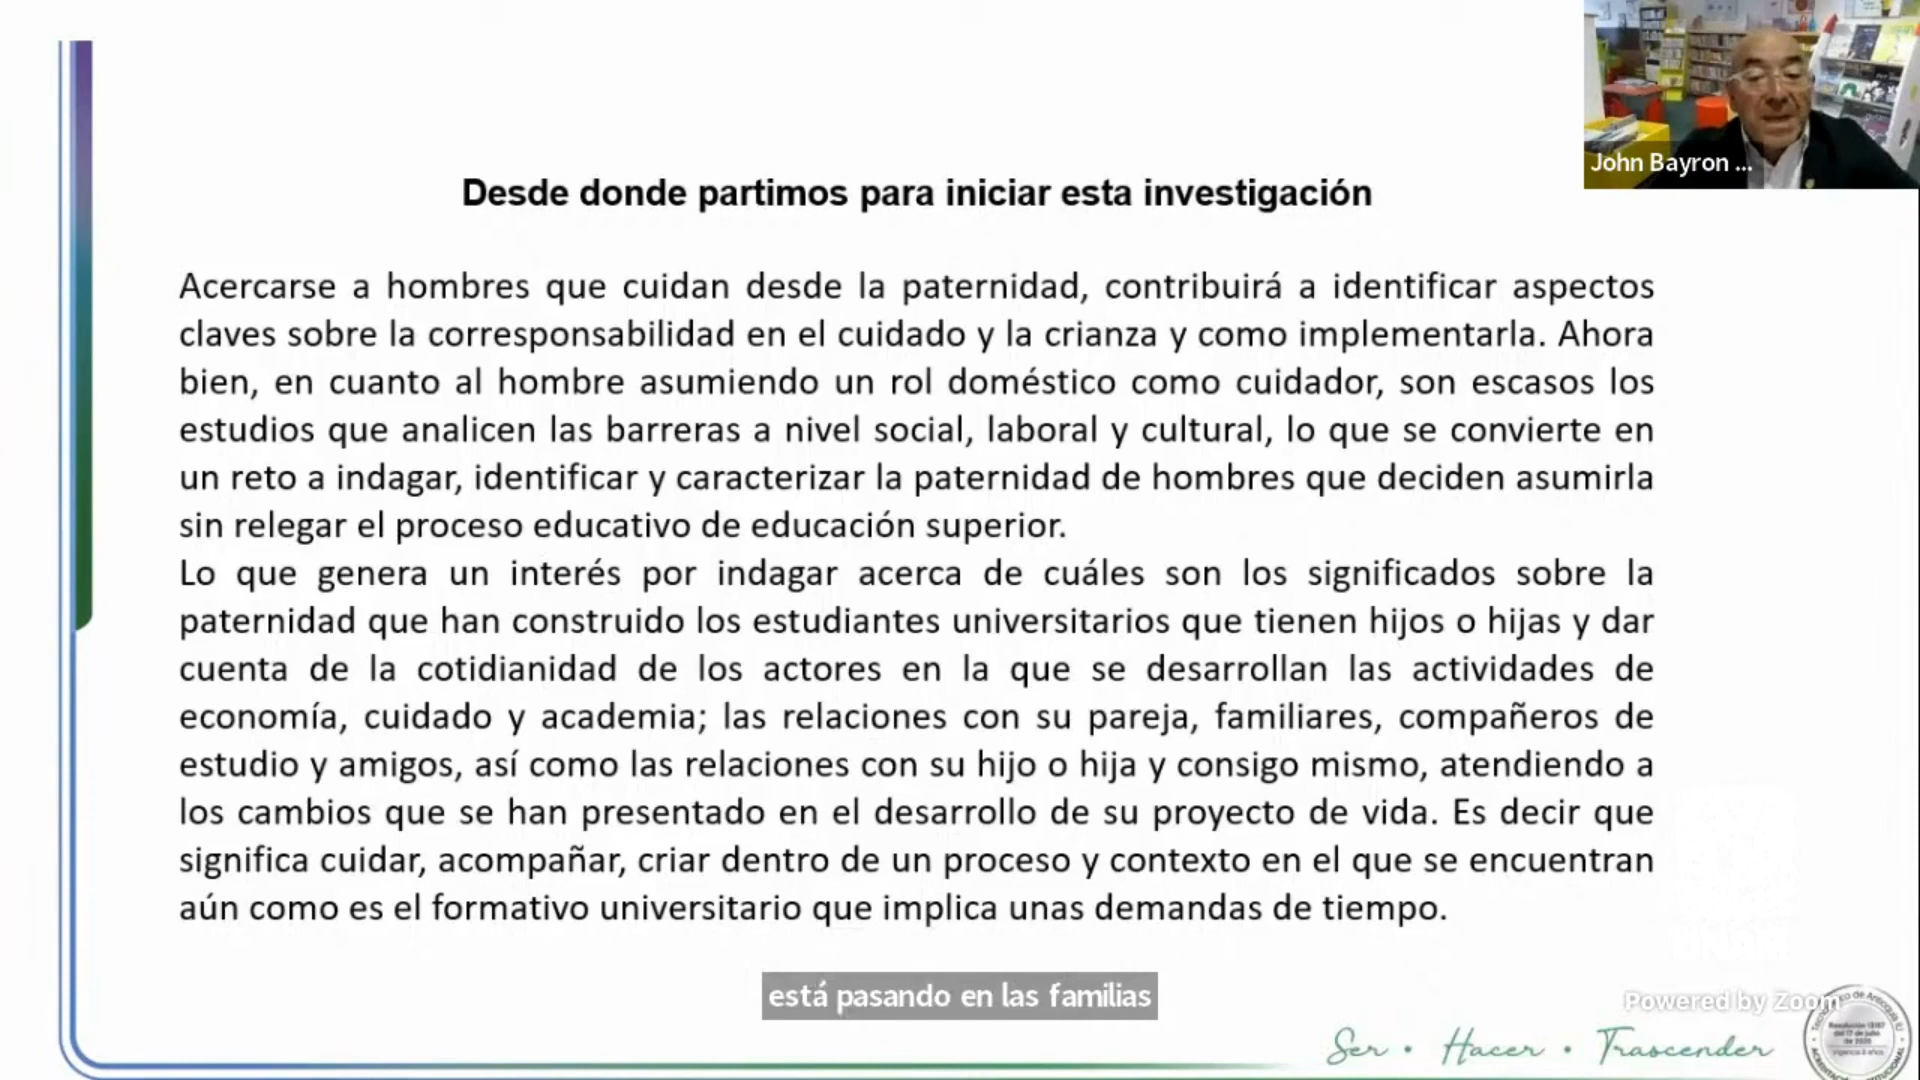 John Bayron ...
Desde donde partimos para iniciar esta investigación
Acercarse a hombres que cuidan desde la paternidad, contribuirá a identificar aspectos
claves sobre la corresponsabilidad en el cuidado y la crianza y como implementarla. Ahora
bien, en cuanto al hombre asumiendo un rol doméstico como cuidador, son escasos los
estudios que analicen las barreras a nivel social, laboral y cultural, lo que se convierte en
un reto a indagar, identificar y caracterizar la paternidad de hombres que deciden asumirla
sin relegar el proceso educativo de educación superior.
Lo que genera un interés por indagar acerca de cuáles son los significados sobre la
paternidad que han construido los estudiantes universitarios que tienen hijos o hijas y dar
cuenta de la cotidianidad de los actores en la que se desarrollan las actividades de
economía, cuidado y academia; las relaciones con su pareja, familiares, compañeros de
estudio y amigos, así como las relaciones con su hijo o hija y consigo mismo, atendiendo a
los cambios que se han presentado en el desarrollo de su proyecto de vida. Es decir que
significa cuidar, acompañar, criar dentro de un proceso y contexto en el que se encuentran
aún como es el formativo universitario que implica unas demandas de tiempo.
está pasando en las familias
Powered by Zoom
Ser • Hacer • Trascender